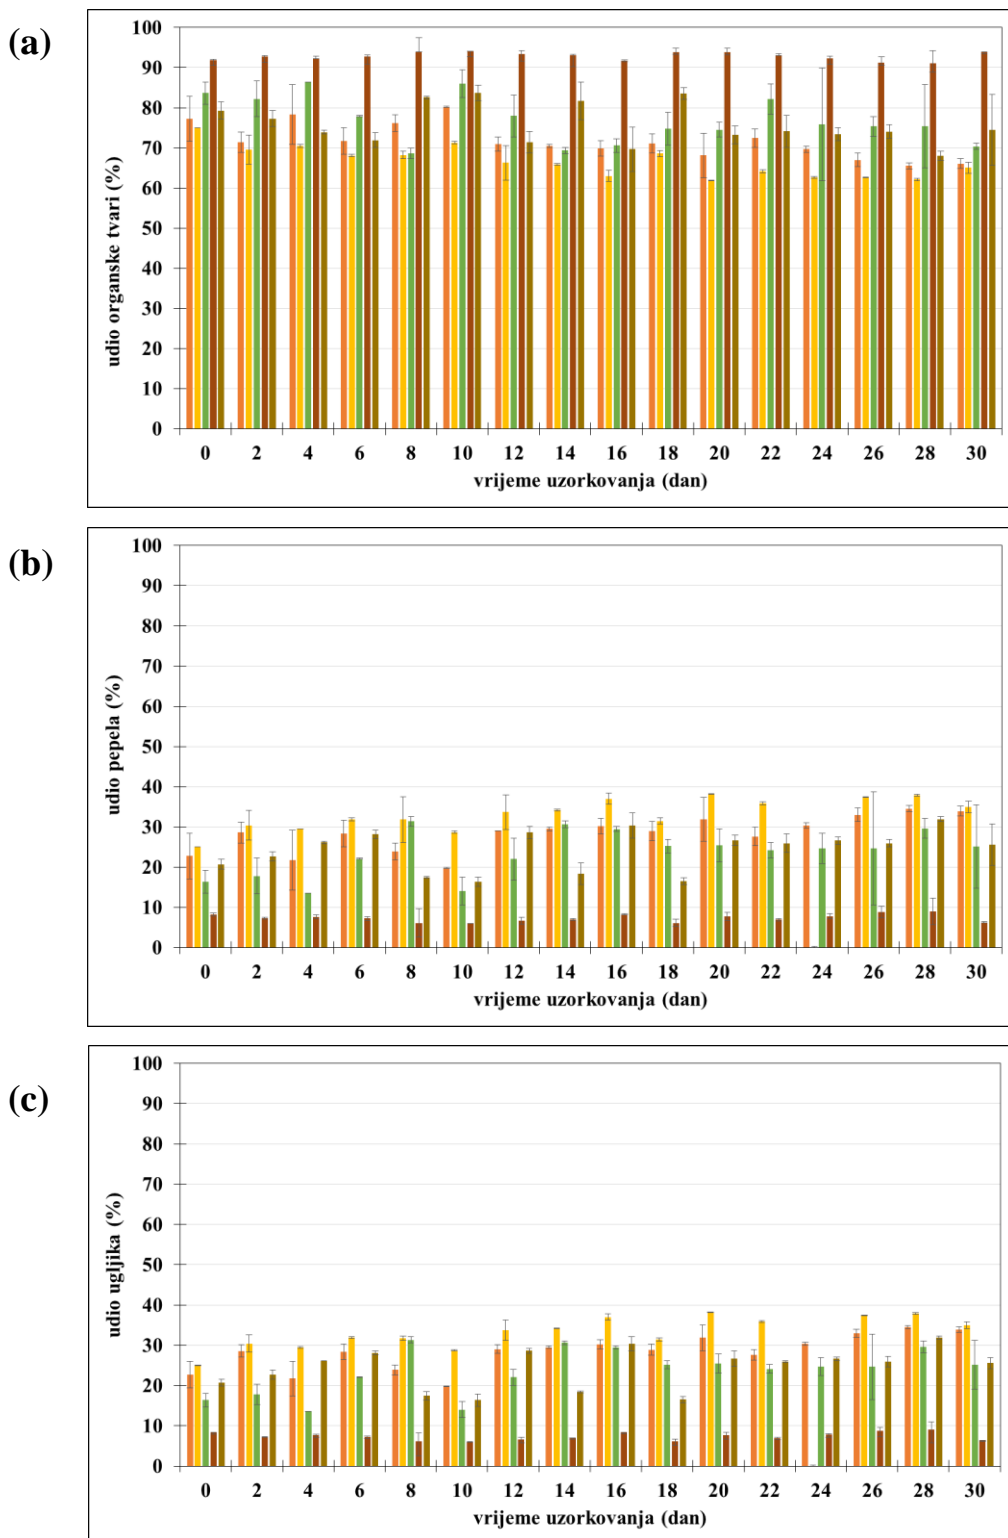 (a)
udio organske tvari (%)
100
90
80
70
60
50
40
30
20
10
0
0 2 4 6 8 10 12 14 16 18 20 22 24 26 28 30
vrijeme uzorkovanja (dan)
(b)
udio pepela (%)
100
90
80
70
60
50
40
30
20
10
0
0 2 4 6 8 10 12 14 16 18 20 22 24 26 28 30
vrijeme uzorkovanja (dan)
(c)
udio ugljika (%)
100
90
80
70
60
50
40
30
20
10
0
0 2 4 6 8 10 12 14 16 18 20 22 24 26 28 30
vrijeme uzorkovanja (dan)